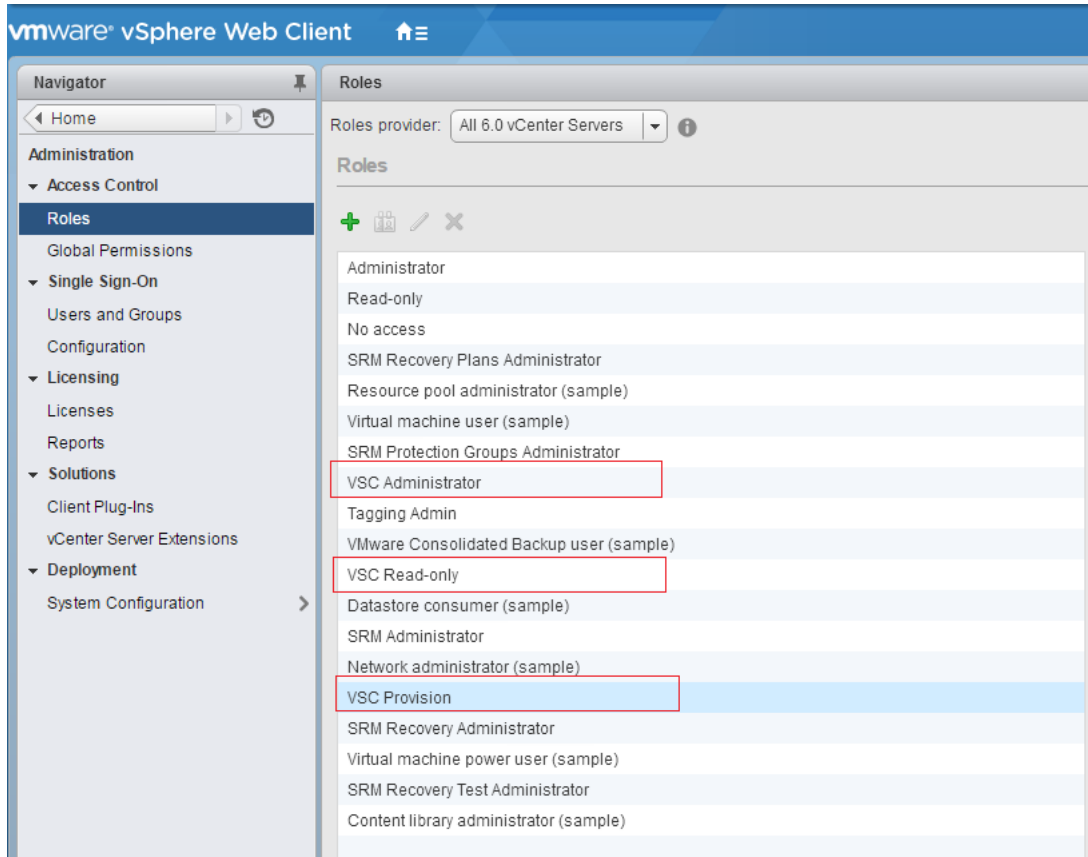 vmware® vSphere Web Client
Navigator
Home
Administration
Access Control
Roles
Global Permissions
Single Sign-On
Users and Groups
Configuration
Licensing
Licenses
Reports
Solutions
Client Plug-Ins
vCenter Server Extensions
Deployment
System Configuration
Roles
Roles provider: All 6.0 vCenter Servers
Roles
Administrator
Read-only
No access
SRM Recovery Plans Administrator
Resource pool administrator (sample)
Virtual machine user (sample)
SRM Protection Groups Administrator
VSC Administrator
Tagging Admin
VMware Consolidated Backup user (sample)
VSC Read-only
Datastore consumer (sample)
SRM Administrator
Network administrator (sample)
VSC Provision
SRM Recovery Administrator
Virtual machine power user (sample)
SRM Recovery Test Administrator
Content library administrator (sample)